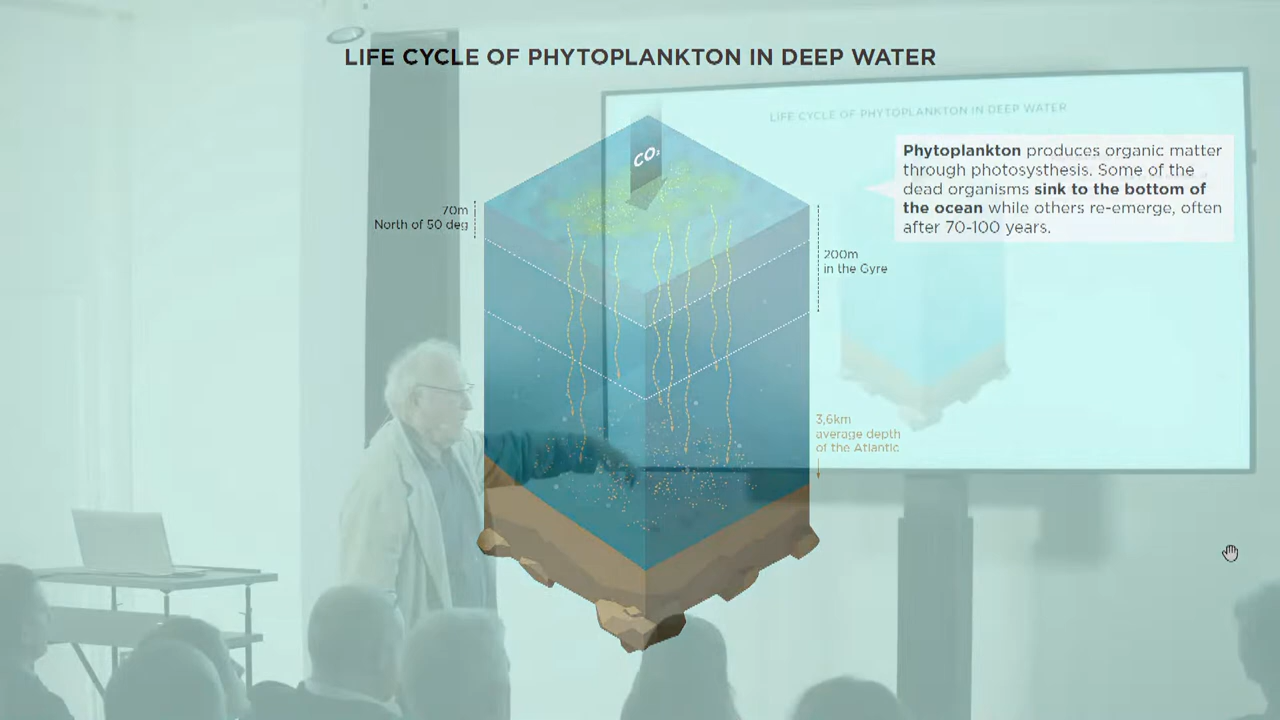 LIFE CYCLE OF PHYTOPLANKTON IN DEEP WATER
LIFE CYCLE OF PHYTOPLANKTON IN DEEP WATER
CO₂
Phytoplankton produces organic matter
through photosysthesis. Some of the
dead organisms sink to the bottom of
the ocean while others re-emerge, often
after 70-100 years.
70m
North of 50 deg
200m
in the Gyre
3,6km
average depth
of the Atlantic